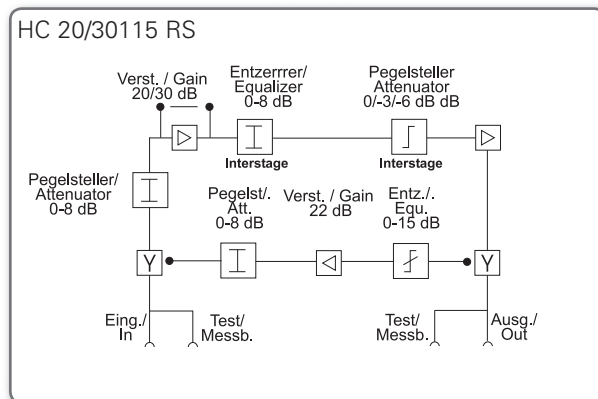 HC 20/30115 RS
Verst. / Gain
20/30 dB
Entzerrrer/
Equalizer
0-8 dB
Pegelsteller
Attenuator
0/-3/-6 dB dB
Interstage
Interstage
Pegelsteller/
Attenuator
0-8 dB
Pegelst/.
Att.
0-8 dB
Verst. / Gain
22 dB
Entz./.
Equ.
0-15 dB
Y
Y
Eing./
In
Test/
Messb.
Test/
Messb.
Ausg./
Out